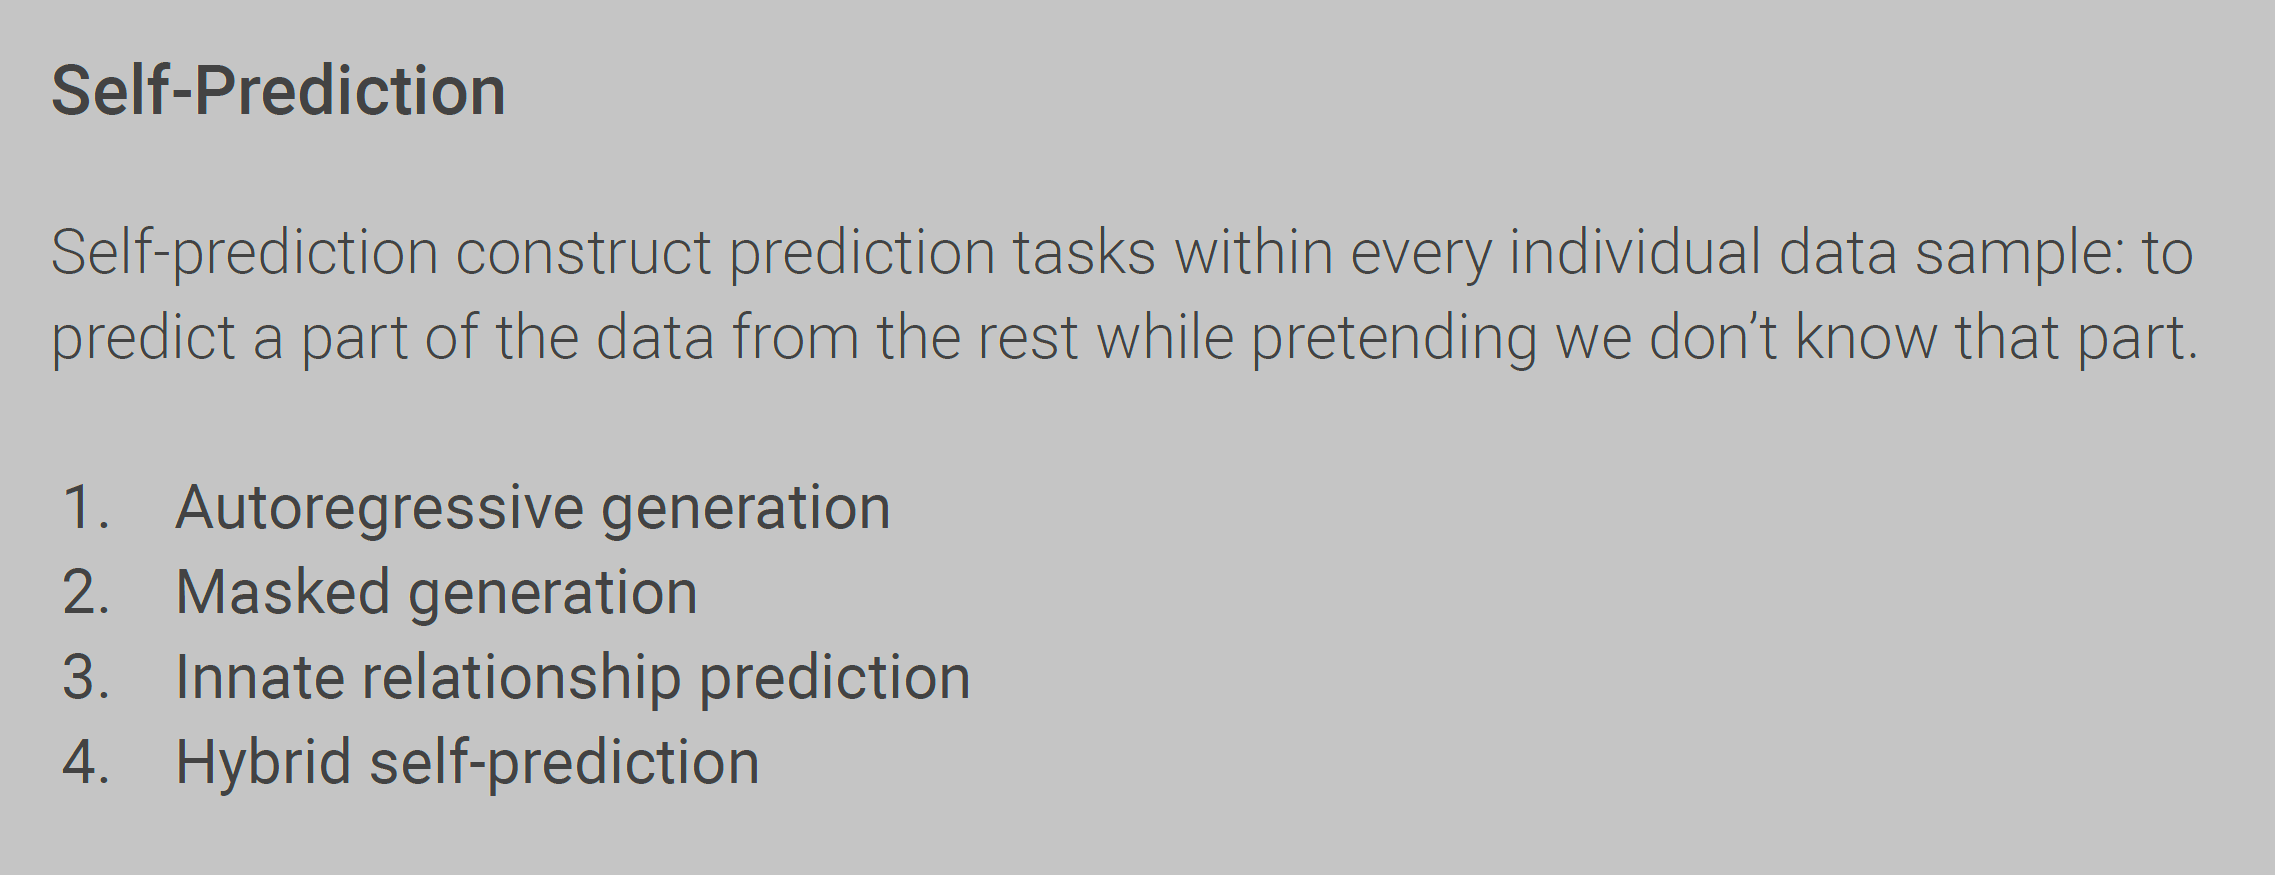 Self-Prediction
Self-prediction construct prediction tasks within every individual data sample: to
predict a part of the data from the rest while pretending we don’t know that part.
1. Autoregressive generation
2. Masked generation
3. Innate relationship prediction
4. Hybrid self-prediction